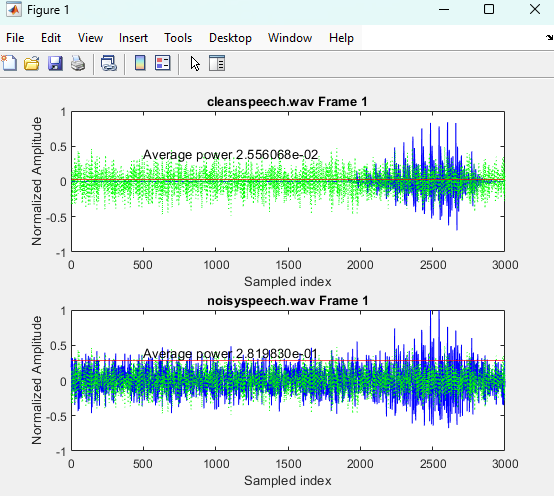 Figure 1
File Edit View Insert Tools Desktop Window Help
cleanspeech.wav Frame 1
Normalized Amplitude
1
0.5
0
-0.5
-1
Average power 2.556068e-02
0 500 1000 1500 2000 2500 3000
Sampled index
noisyspeech.wav Frame 1
Normalized Amplitude
1
0.5
0
-0.5
-1
Average power 2.819830e-01
0 500 1000 1500 2000 2500 3000
Sampled index